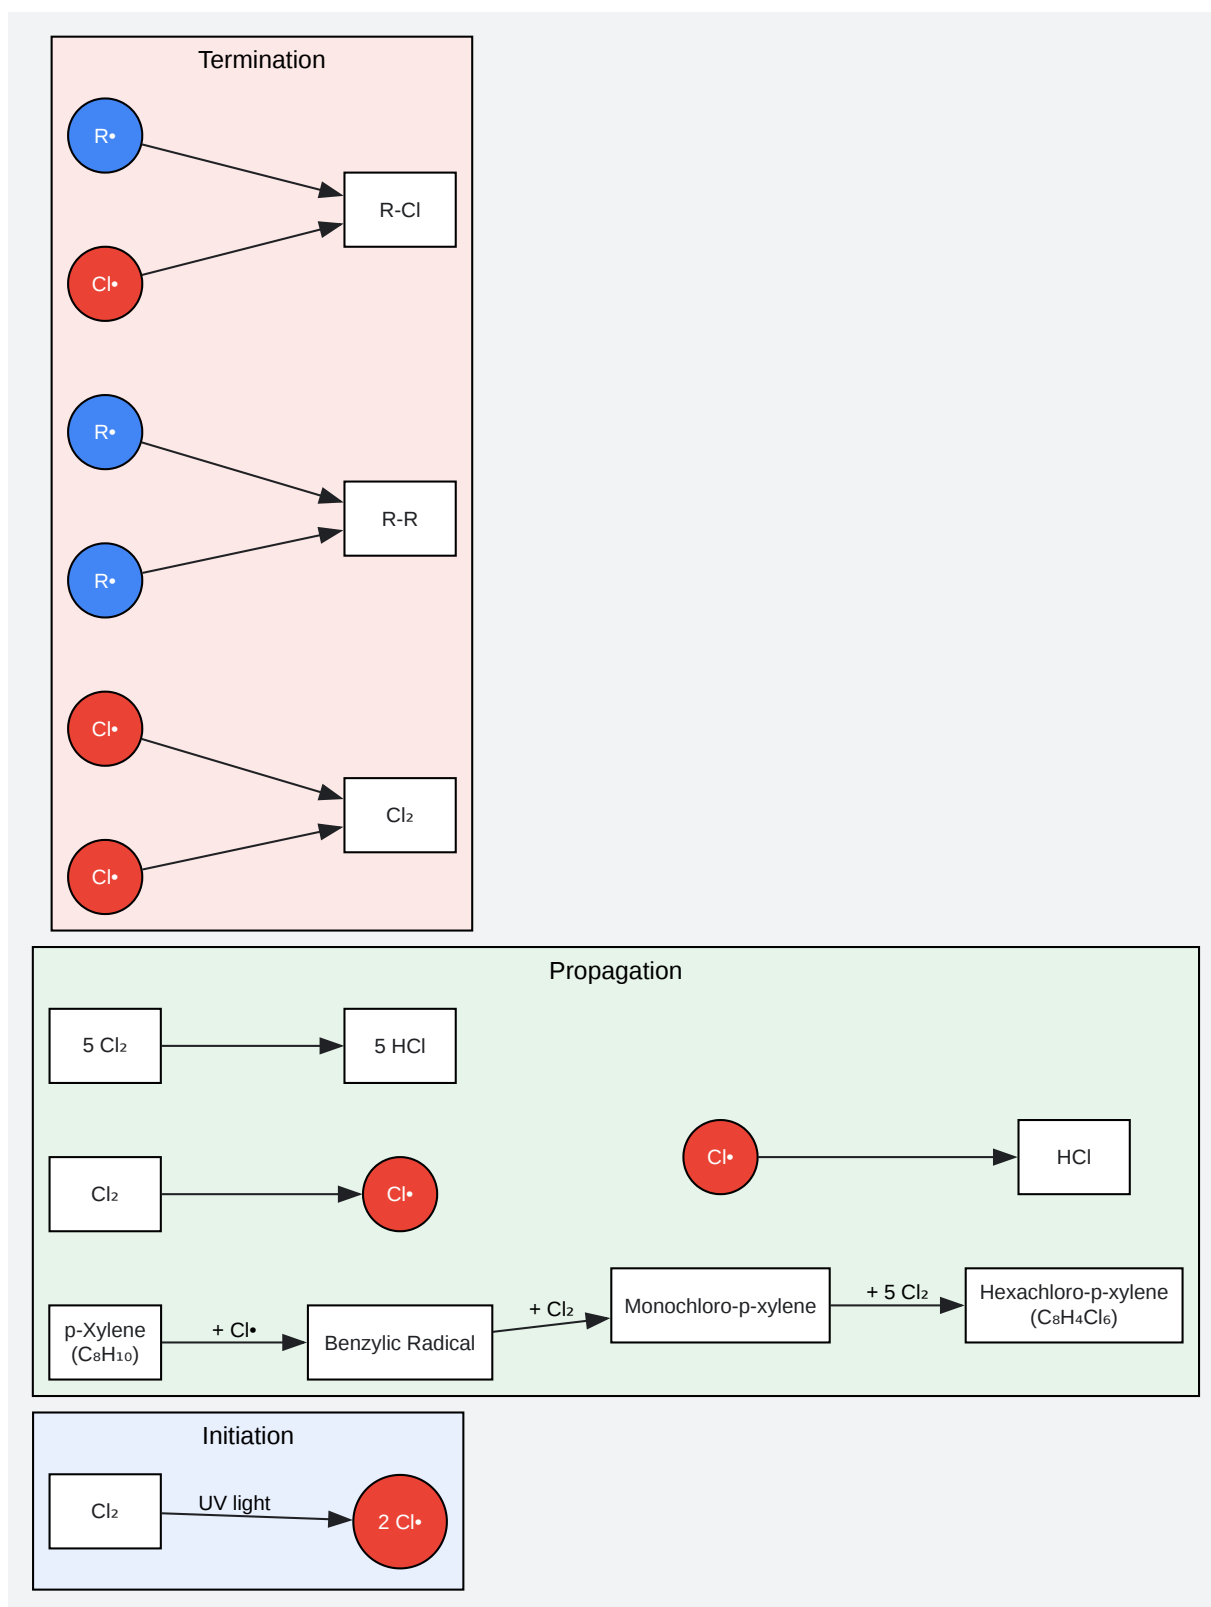 Termination
R•
R-Cl
Cl•
R•
R-R
R•
Cl•
Cl₂
Cl•
Propagation
5 Cl₂
5 HCl
Cl•
HCl
Cl₂
Cl•
p-Xylene
(C₈H₁₀)
+ Cl•
Benzylic Radical
+ Cl₂
Monochloro-p-xylene
+ 5 Cl₂
Hexachloro-p-xylene
(C₈H₄Cl₆)
Initiation
Cl₂
UV light
2 Cl•